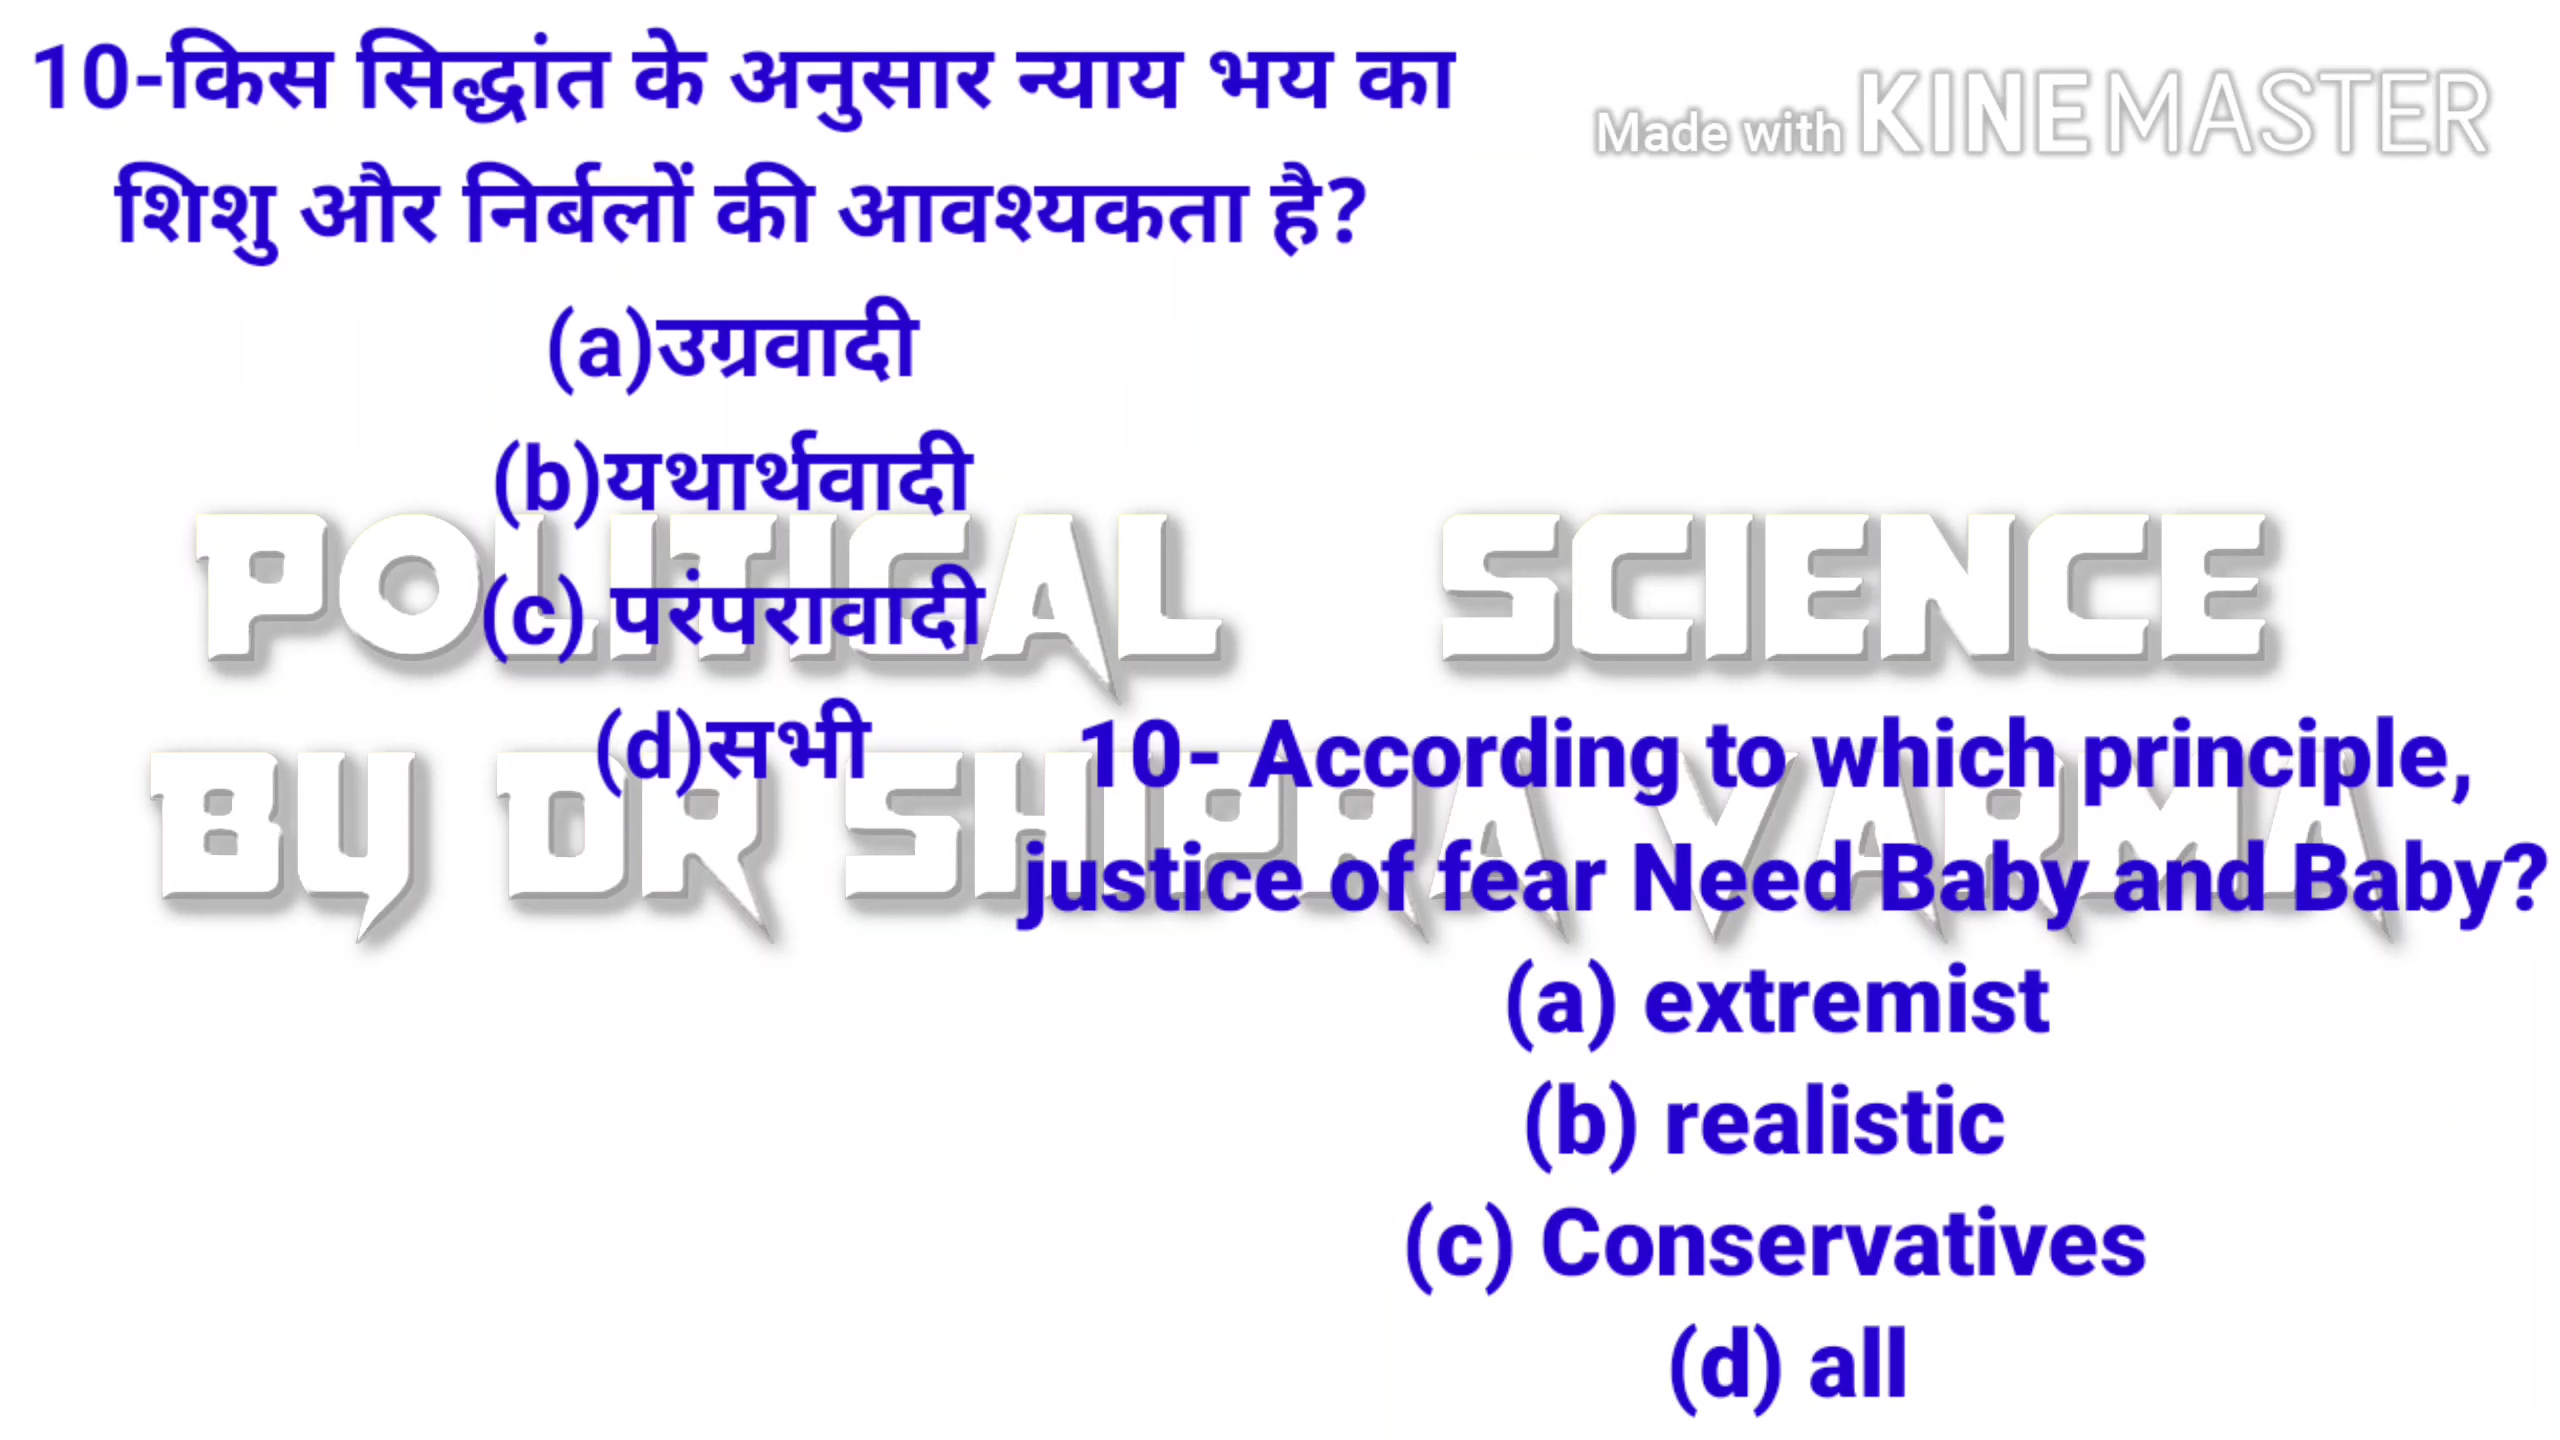 10-किस सिद्धांत के अनुसार न्याय भय का
शिशु और निर्बलों की आवश्यकता है?
(a)उग्रवादी
(b)यथार्थवादी
(c) परंपरावादी
(d)सभी
Made with KINEMASTER
POLITICAL SCIENCE
BY DR SHIPRA VARMA
10- According to which principle,
justice of fear Need Baby and Baby?
(a) extremist
(b) realistic
(c) Conservatives
(d) all